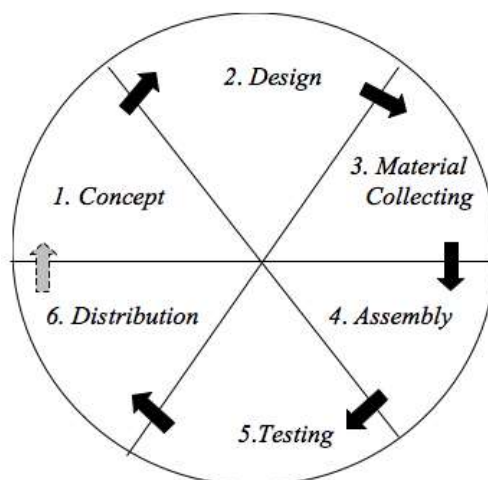 1. Concept
2. Design
3. Material
Collecting
4. Assembly
5.Testing
6. Distribution